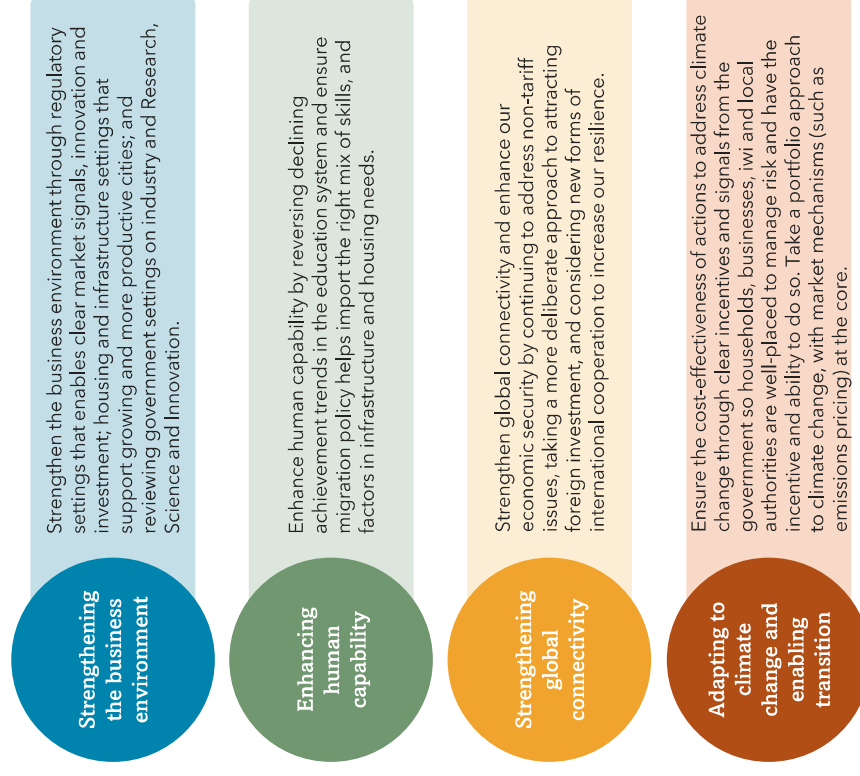 Strengthening
the business
environment
Strengthen the business environment through regulatory
settings that enables clear market signals, innovation and
investment; housing and infrastructure settings that
support growing and more productive cities; and
reviewing government settings on industry and Research,
Science and Innovation.
Enhancing
human
capability
Enhance human capability by reversing declining
achievement trends in the education system and ensure
migration policy helps import the right mix of skills, and
factors in infrastructure and housing needs.
Strengthening
global
connectivity
Strengthen global connectivity and enhance our
economic security by continuing to address non-tariff
issues, taking a more deliberate approach to attracting
foreign investment, and considering new forms of
international cooperation to increase our resilience.
Adapting to
climate
change and
enabling
transition
Ensure the cost-effectiveness of actions to address climate
change through clear incentives and signals from the
government so households, businesses, iwi and local
authorities are well-placed to manage risk and have the
incentive and ability to do so. Take a portfolio approach
to climate change, with market mechanisms (such as
emissions pricing) at the core.